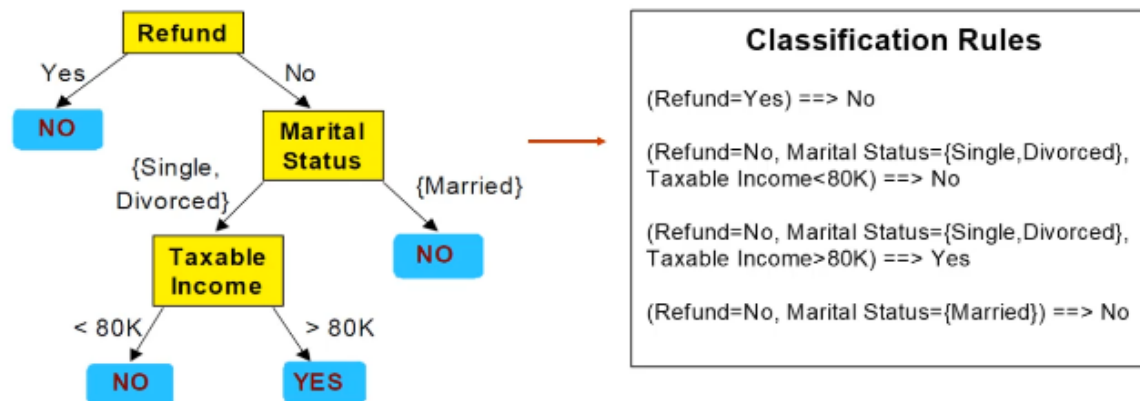 Refund
Yes
No
NO
Marital
Status
{Single,
Divorced}
{Married}
Taxable
Income
NO
< 80K
> 80K
NO
YES
Classification Rules
(Refund=Yes) ==> No
(Refund=No, Marital Status={Single,Divorced},
Taxable Income<80K) ==> No
(Refund=No, Marital Status={Single,Divorced},
Taxable Income>80K) ==> Yes
(Refund=No, Marital Status={Married}) ==> No